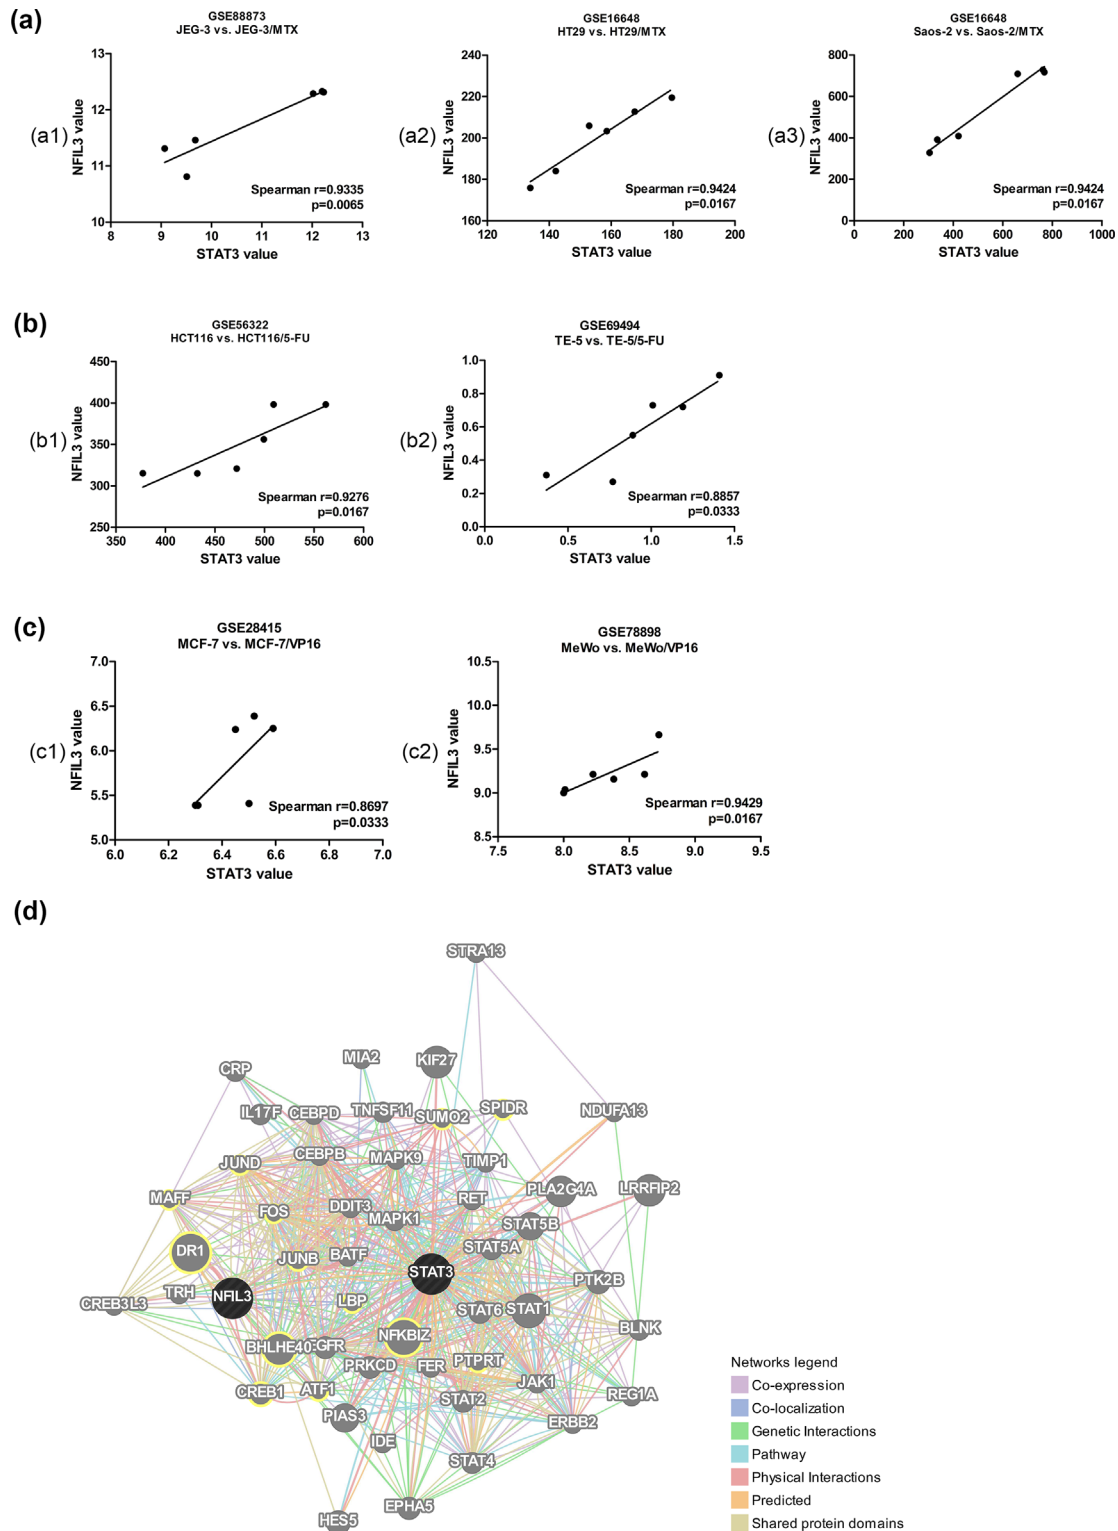 (a)
GSE88873
JEG-3 vs. JEG-3/MTX
13
12
11
10
8 9 10 11 12 13
(a1)
NFIL3 value
STAT3 value
Spearman r=0.9335
p=0.0065
GSE16648
HT29 vs. HT29/MTX
240
220
200
180
160
120 140 160 180 200
(a2)
NFIL3 value
STAT3 value
Spearman r=0.9424
p=0.0167
GSE16648
Saos-2 vs. Saos-2/MTX
800
600
400
200
0
0 200 400 600 800 1000
(a3)
NFIL3 value
STAT3 value
Spearman r=0.9424
p=0.0167
(b)
GSE56322
HCT116 vs. HCT116/5-FU
450
400
350
300
250
350 400 450 500 550 600
(b1)
NFIL3 value
STAT3 value
Spearman r=0.9276
p=0.0167
GSE69494
TE-5 vs. TE-5/5-FU
1.0
0.8
0.6
0.4
0.2
0.0
0.0 0.5 1.0 1.5
(b2)
NFIL3 value
STAT3 value
Spearman r=0.8857
p=0.0333
(c)
GSE28415
MCF-7 vs. MCF-7/VP16
7.0
6.5
6.0
5.5
5.0
6.0 6.2 6.4 6.6 6.8 7.0
(c1)
NFIL3 value
STAT3 value
Spearman r=0.8697
p=0.0333
GSE78898
MeWo vs. MeWo/VP16
10.5
10.0
9.5
9.0
8.5
7.5 8.0 8.5 9.0 9.5
(c2)
NFIL3 value
STAT3 value
Spearman r=0.9429
p=0.0167
(d)
STRA13
MIA2
KIF27
CRP
IL17F
CEBPD
TNFSF11
SUMO2
SPIDR
NDUFA13
JUND
CEBPB
MAPK9
TIMP1
MAFF
FOS
DDIT3
MAPK1
RET
PLA2G4A
LRRFIP2
STAT5B
DR1
JUNB
BATF
STAT5A
STAT3
PTK2B
CREB3L3
TRH
NFIL3
LBP
STAT6
STAT1
BLNK
BHLHE40
EGFR
NFKBIZ
PRKCD
FER
PTPRT
JAK1
REG1A
CREB1
ATF1
STAT2
PIAS3
ERBB2
IDE
STAT4
HES5
EPHA5
Networks legend
Co-expression
Co-localization
Genetic Interactions
Pathway
Physical Interactions
Predicted
Shared protein domains